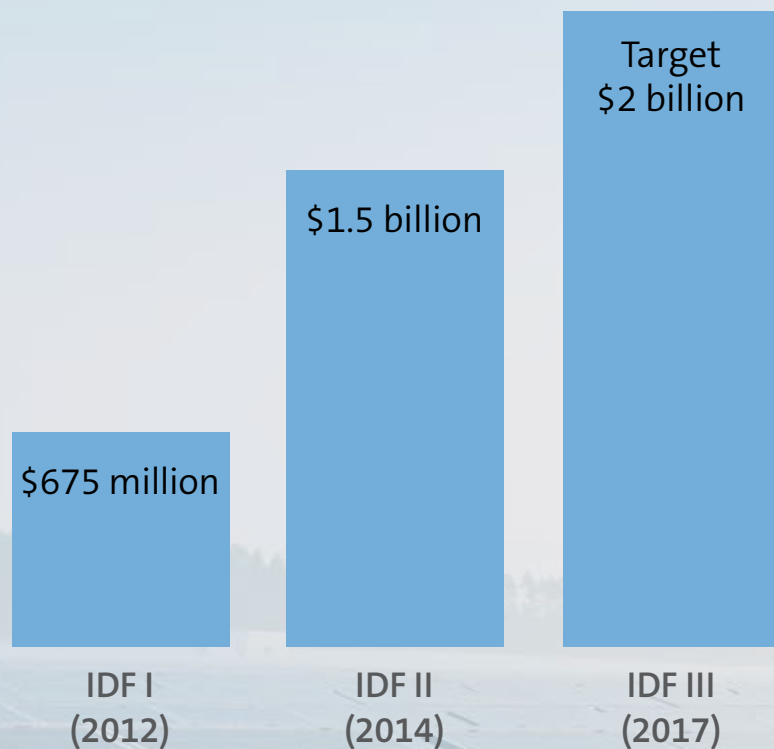 Target
$2 billion
$1.5 billion
$675 million
IDF I
(2012)
IDF II
(2014)
IDF III
(2017)